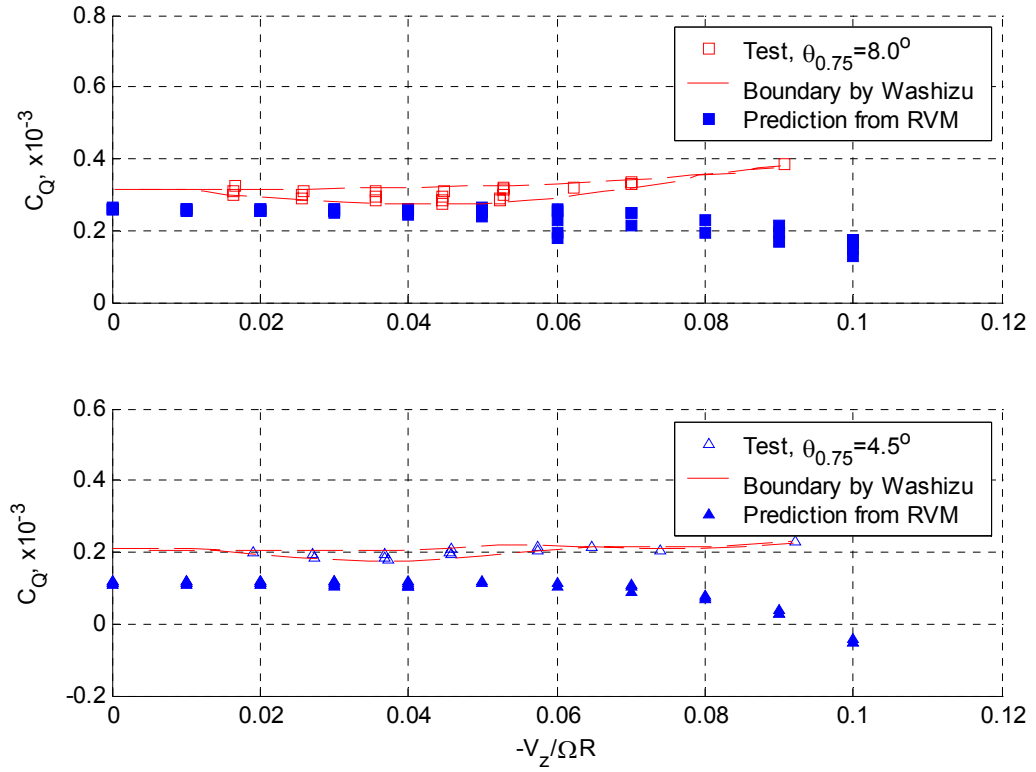 0.8
0.6
0.4
0.2
0
C_Q, x10^-3
Test, θ_0.75=8.0^o
Boundary by Washizu
Prediction from RVM
0 0.02 0.04 0.06 0.08 0.1 0.12
0.6
0.4
0.2
0
-0.2
C_Q, x10^-3
Test, θ_0.75=4.5^o
Boundary by Washizu
Prediction from RVM
0 0.02 0.04 0.06 0.08 0.1 0.12
-V_z/ΩR